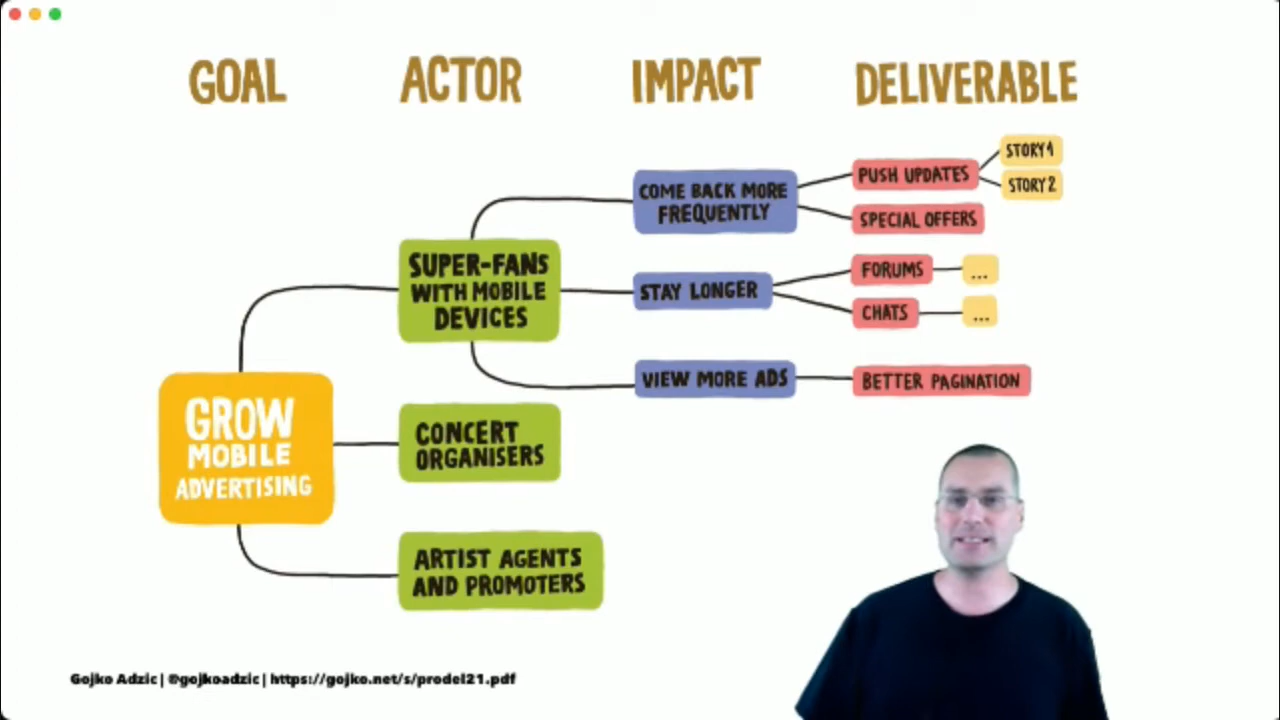 GOAL
ACTOR
IMPACT
DELIVERABLE
GROW
MOBILE
ADVERTISING
SUPER-FANS
WITH MOBILE
DEVICES
COME BACK MORE
FREQUENTLY
PUSH UPDATES
STORY 1
STORY 2
SPECIAL OFFERS
STAY LONGER
FORUMS
...
CHATS
...
VIEW MORE ADS
BETTER PAGINATION
CONCERT
ORGANISERS
ARTIST AGENTS
AND PROMOTERS
Gojko Adzic | @gojkoadzic | https://gojko.net/s/prodel21.pdf